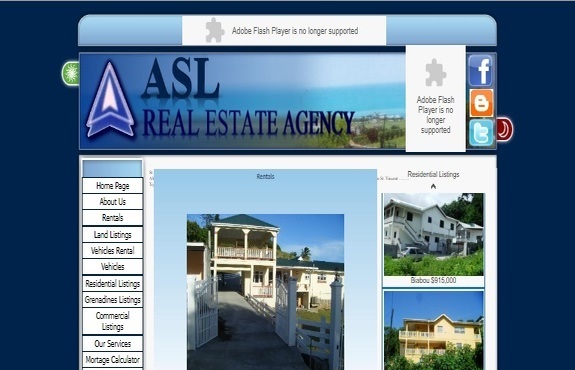 Adobe Flash Player is no longer supported
ASL
REAL ESTATE AGENCY
Adobe Flash
Player is no
longer
supported
Home Page
About Us
Rentals
Land Listings
Vehicles Rental
Vehicles
Residential Listings
Grenadines Listings
Commercial
Listings
Our Services
Mortage Calculator
Rentals
Residential Listings
Biabou $915,000